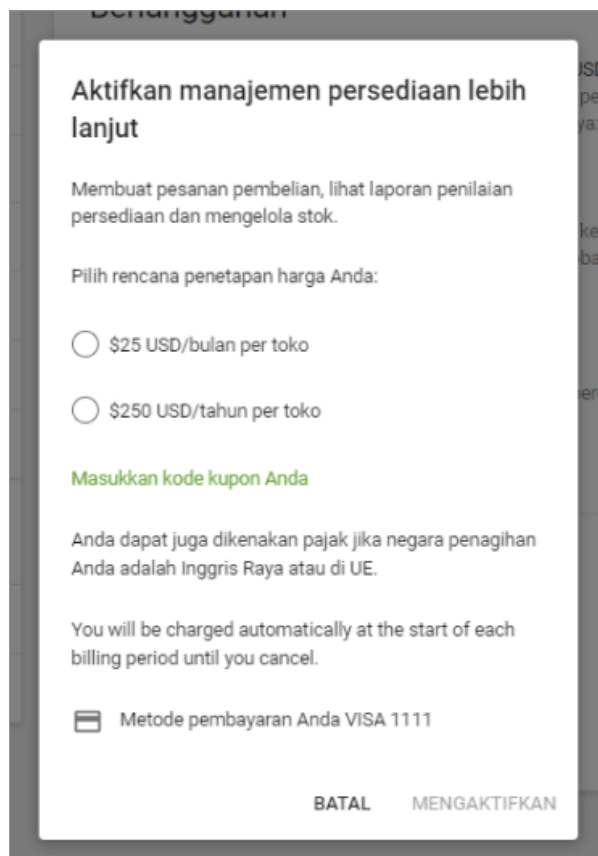 Aktifkan manajemen persediaan lebih
lanjut
Membuat pesanan pembelian, lihat laporan penilaian
persediaan dan mengelola stok.
Pilih rencana penetapan harga Anda:
$25 USD/bulan per toko
$250 USD/tahun per toko
Masukkan kode kupon Anda
Anda dapat juga dikenakan pajak jika negara penagihan
Anda adalah Inggris Raya atau di UE.
You will be charged automatically at the start of each
billing period until you cancel.
Metode pembayaran Anda VISA 1111
BATAL MENGAKTIFKAN